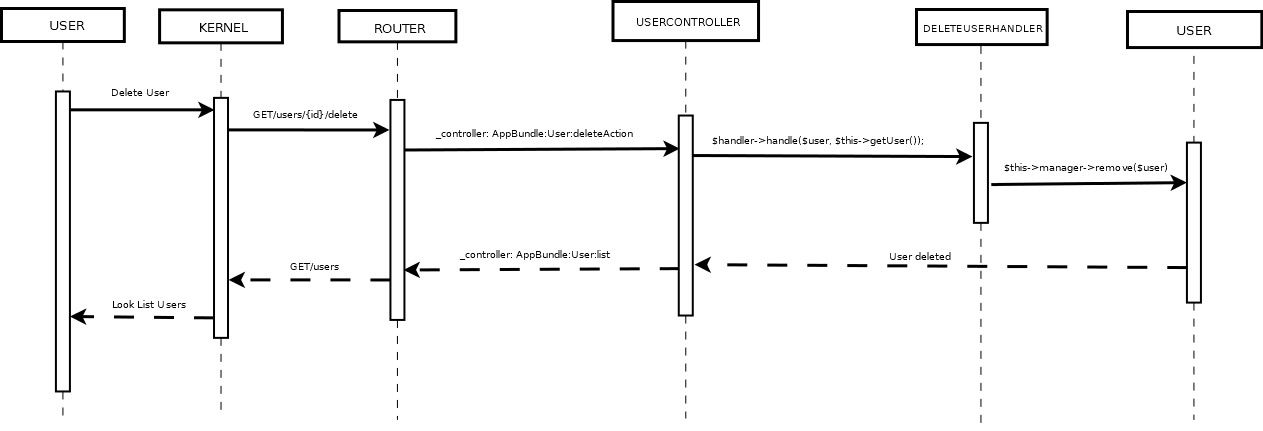 USER
KERNEL
ROUTER
USERCONTROLLER
DELETEUSERHANDLER
USER
Delete User
GET/users/{id}/delete
_controller: AppBundle:User:deleteAction
$handler->handle($user, $this->getUser());
$this->manager->remove($user)
User deleted
_controller: AppBundle:User:list
GET/users
Look List Users